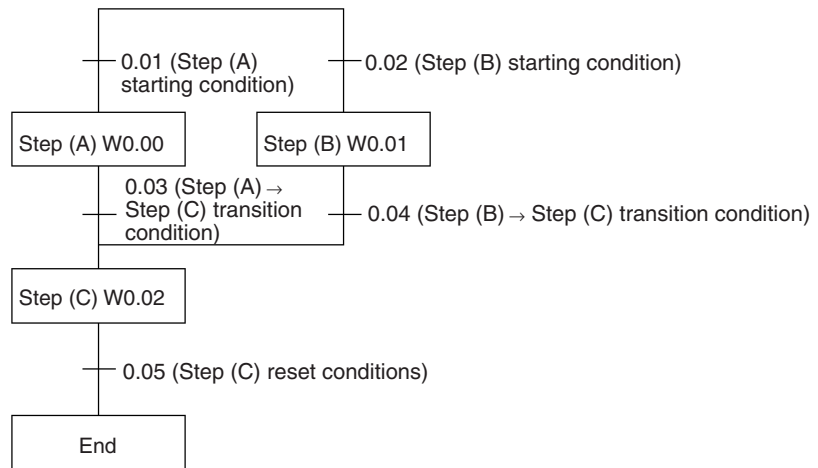 0.01 (Step (A)
starting condition)
0.02 (Step (B) starting condition)
Step (A) W0.00
Step (B) W0.01
0.03 (Step (A) →
Step (C) transition
condition)
0.04 (Step (B) → Step (C) transition condition)
Step (C) W0.02
0.05 (Step (C) reset conditions)
End